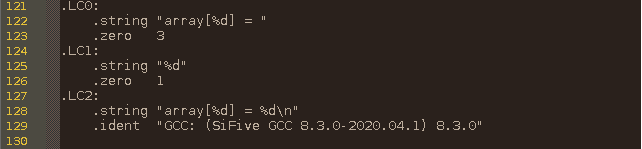 121 .LC0:
122 .string "array[%d] = "
123 .zero 3
124 .LC1:
125 .string "%d"
126 .zero 1
127 .LC2:
128 .string "array[%d] = %d\n"
129 .ident "GCC: (SiFive GCC 8.3.0-2020.04.1) 8.3.0"
130